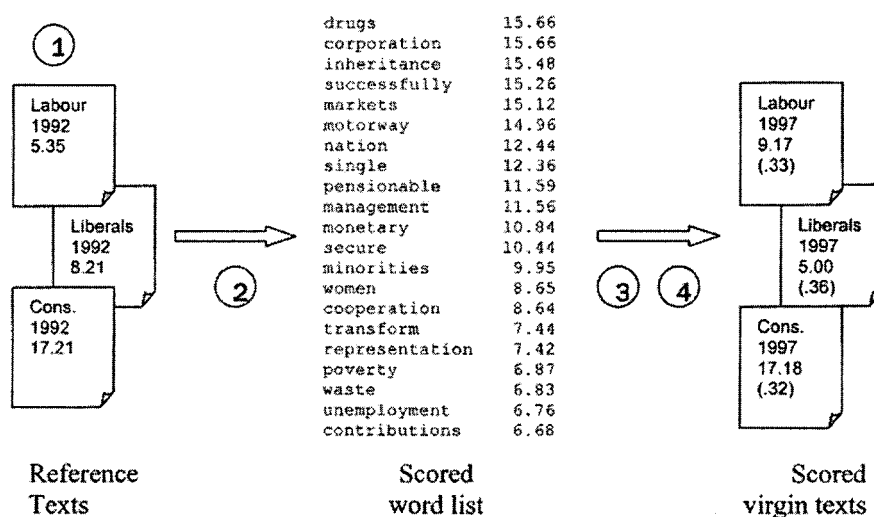 1
Labour
1992
5.35
Liberals
1992
8.21
Cons.
1992
17.21
Reference
Texts
2
drugs 15.66
corporation 15.66
inheritance 15.48
successfully 15.26
markets 15.12
motorway 14.96
nation 12.44
single 12.36
pensionable 11.59
management 11.56
monetary 10.84
secure 10.44
minorities 9.95
women 8.65
cooperation 8.64
transform 7.44
representation 7.42
poverty 6.87
waste 6.83
unemployment 6.76
contributions 6.68
Scored
word list
3 4
Labour
1997
9.17
(.33)
Liberals
1997
5.00
(.36)
Cons.
1997
17.18
(.32)
Scored
virgin texts